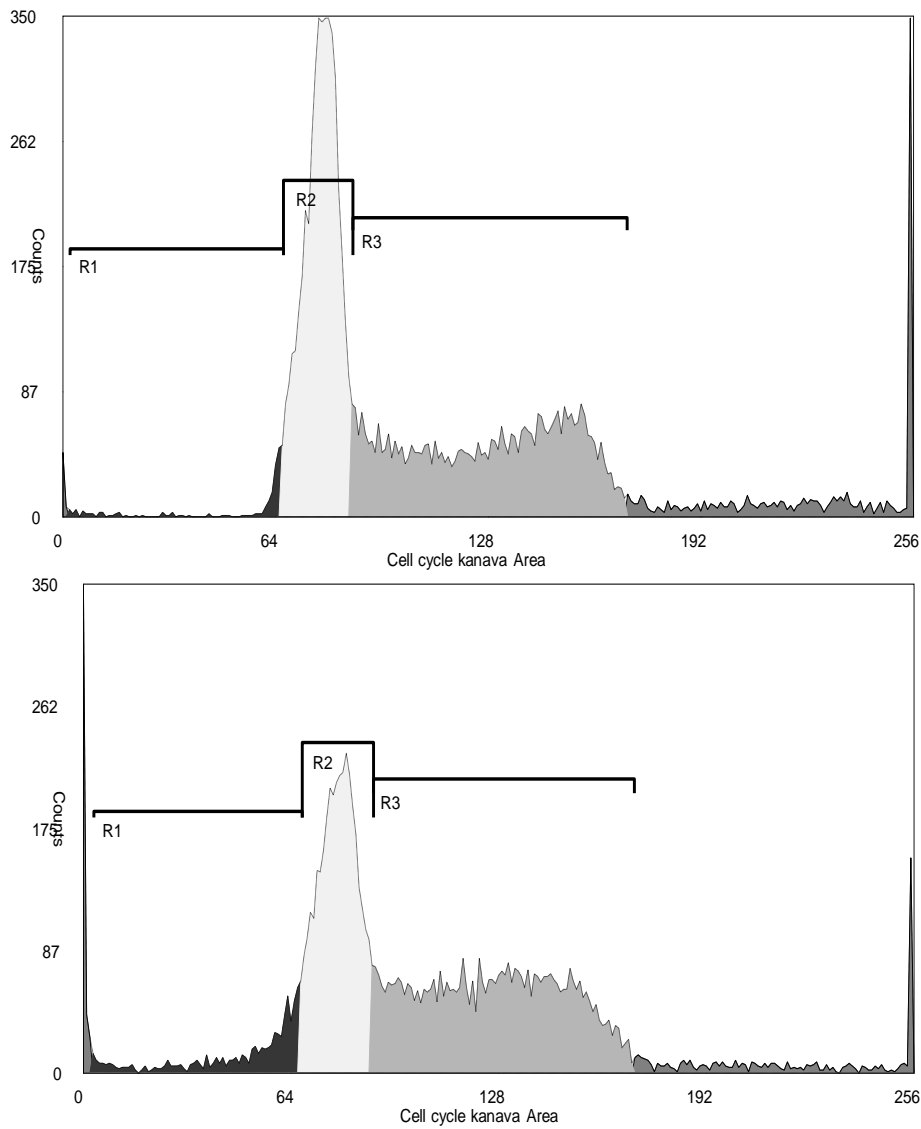 350
262
R2
R3
R1
175
Counts
87
0
0 64 128 192 256
Cell cycle kanava Area
350
262
R2
R3
R1
175
Counts
87
0
0 64 128 192 256
Cell cycle kanava Area